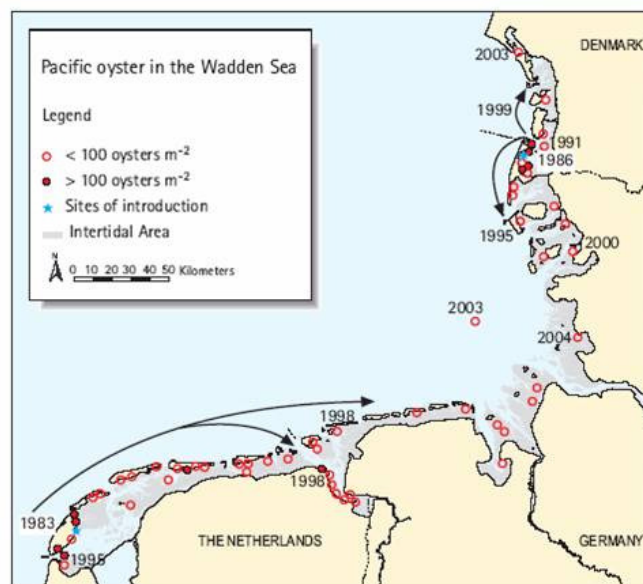 Pacific oyster in the Wadden Sea
Legend
< 100 oysters m-2
> 100 oysters m-2
Sites of introduction
Intertidal Area
N
0 10 20 30 40 50 Kilometers
DENMARK
2003
1999
1991
1986
1995
2000
2003
2004
1998
1998
1983
1995
THE NETHERLANDS
GERMANY